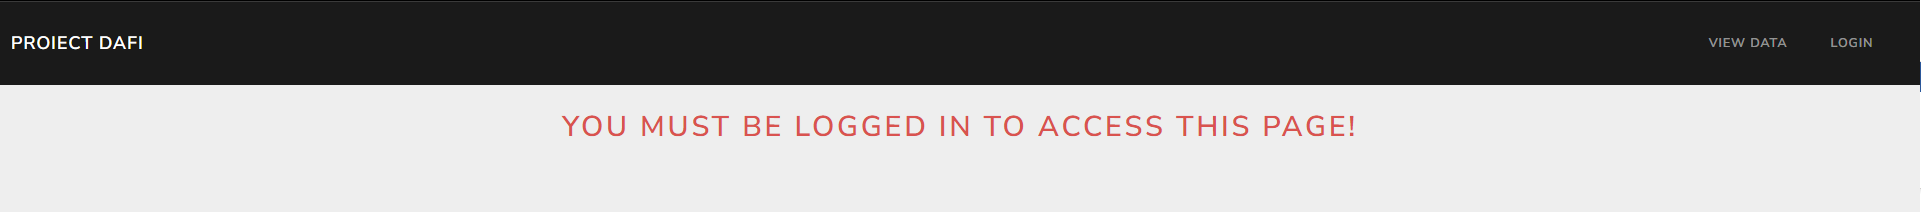 PROIECT DAFI
VIEW DATA
LOGIN
YOU MUST BE LOGGED IN TO ACCESS THIS PAGE!